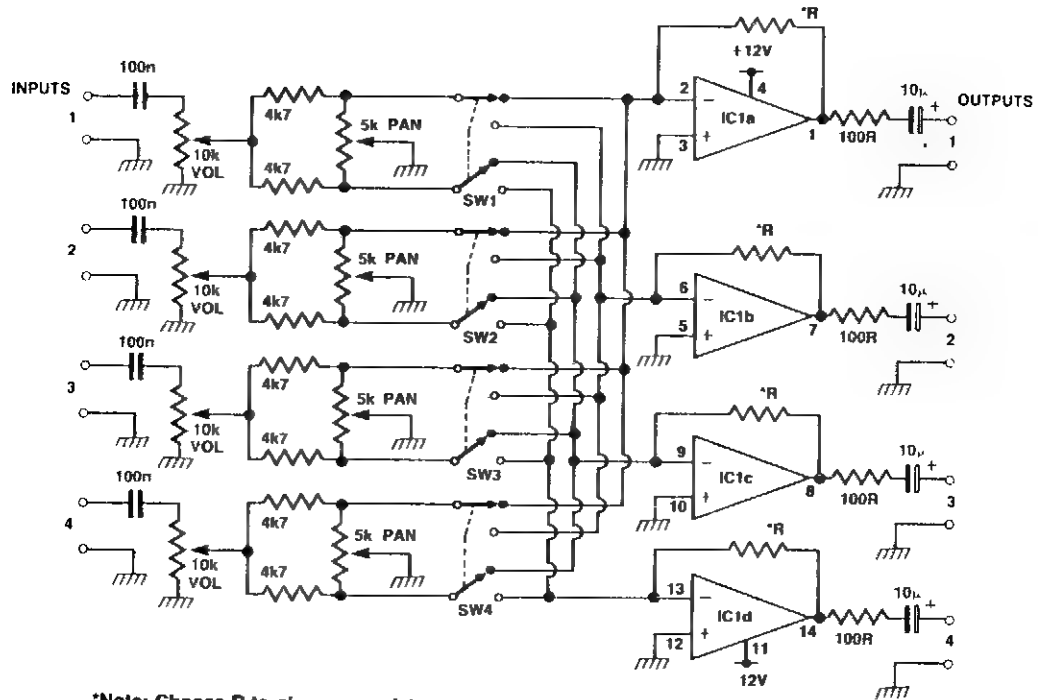 *R
+12V
100n
INPUTS
1
10k
VOL
4k7
4k7
5k PAN
SW1
2
3
4
IC1a
1
100R
10µ
+
OUTPUTS
1
100n
2
10k
VOL
4k7
4k7
5k PAN
SW2
*R
6
5
IC1b
7
100R
10µ
+
2
100n
3
10k
VOL
4k7
4k7
5k PAN
SW3
*R
9
10
IC1c
8
100R
10µ
+
3
100n
4
10k
VOL
4k7
4k7
5k PAN
SW4
*R
13
12
IC1d
11
12V
14
100R
10µ
+
4